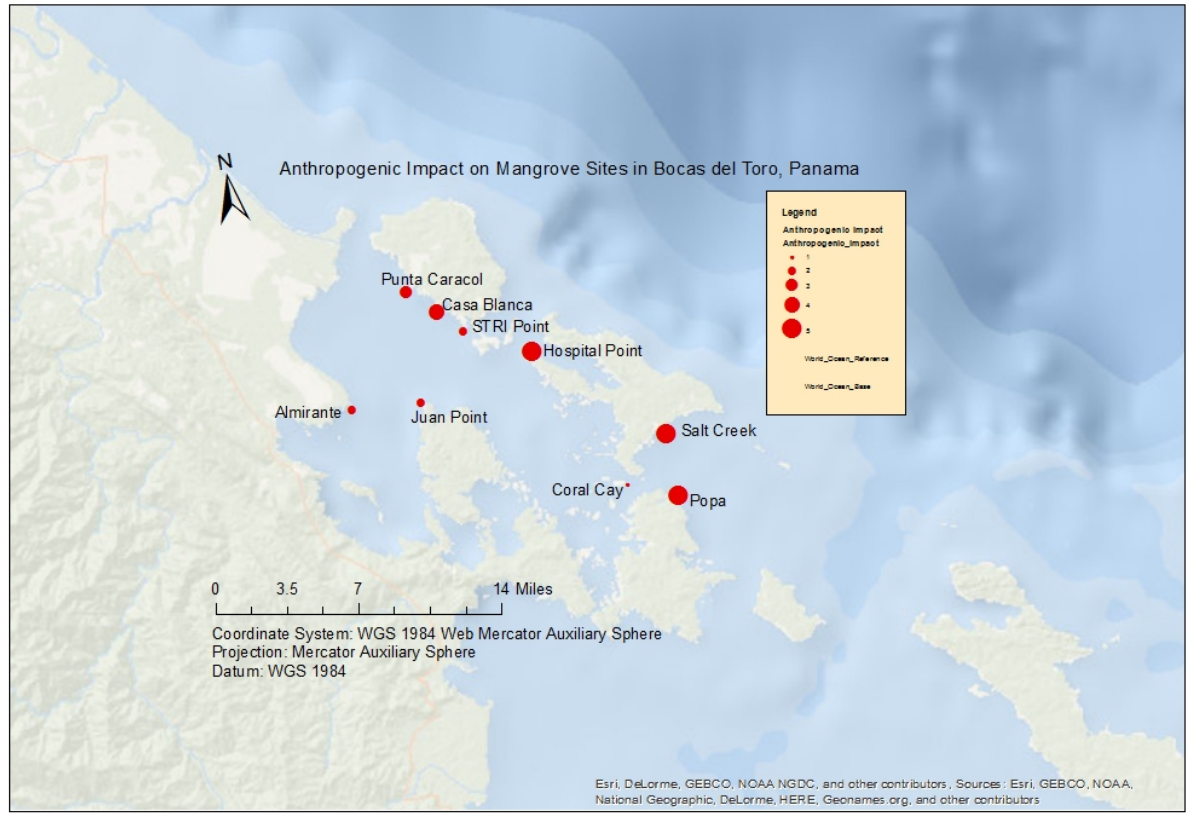 N
Anthropogenic Impact on Mangrove Sites in Bocas del Toro, Panama
Legend
Anthropogenic Impact
Anthropogenic_Impact
1
2
3
4
5
World_Ocean_Reference
World_Ocean_Base
Punta Caracol
Casa Blanca
STRI Point
Hospital Point
Almirante
Juan Point
Salt Creek
Coral Cay
Popa
0 3.5 7 14 Miles
Coordinate System: WGS 1984 Web Mercator Auxiliary Sphere
Projection: Mercator Auxiliary Sphere
Datum: WGS 1984
Esri, DeLorme, GEBCO, NOAA NGDC, and other contributors, Sources: Esri, GEBCO, NOAA,
National Geographic, DeLorme, HERE, Geonames.org, and other contributors